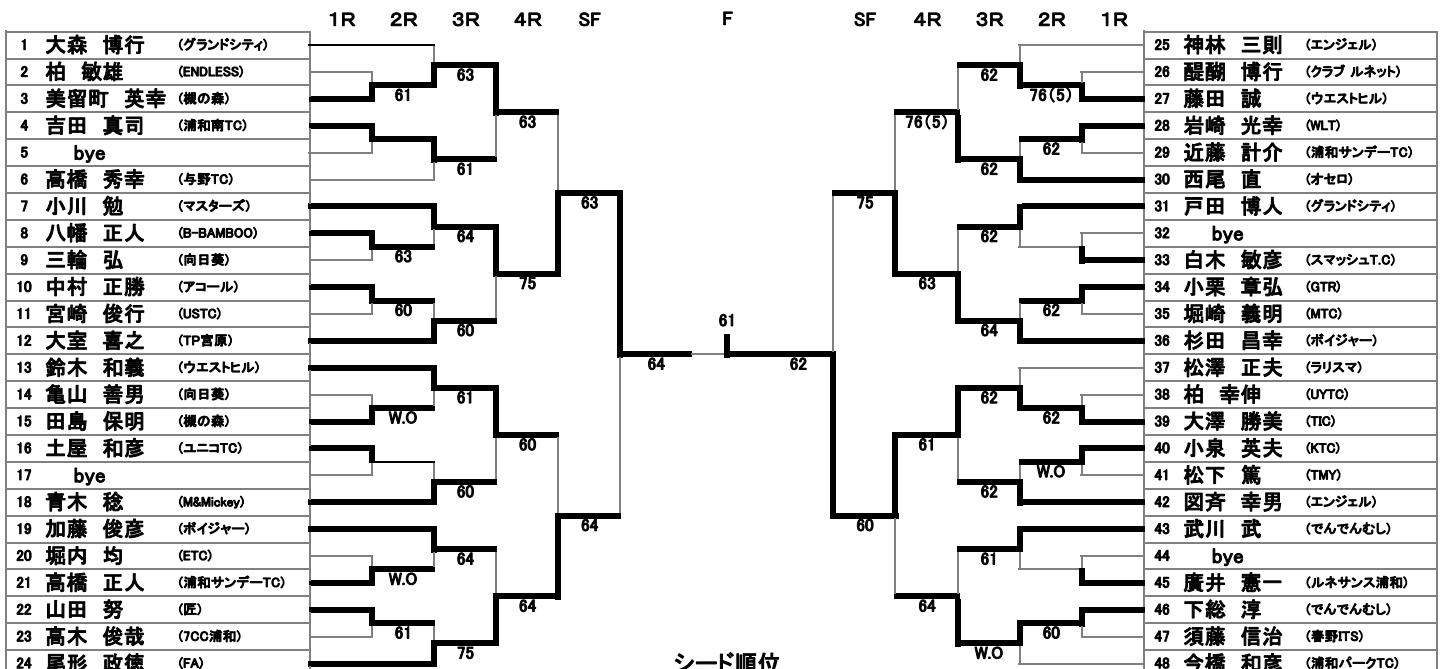 1R 2R 3R 4R SF F SF 4R 3R 2R 1R
1 大森 博行 (グランドシティ)
2 柏 敏雄 (ENDLESS)
3 美留町 英幸 (槻の森)
4 吉田 真司 (浦和南TC)
5 bye
6 高橋 秀幸 (与野TC)
7 小川 勉 (マスターズ)
8 八幡 正人 (B-BAMBOO)
9 三輪 弘 (向日葵)
10 中村 正勝 (アコール)
11 宮崎 俊行 (USTC)
12 大室 喜之 (TP宮原)
13 鈴木 和義 (ウエストヒル)
14 亀山 善男 (向日葵)
15 田島 保明 (槻の森)
16 土屋 和彦 (ユニコTC)
17 bye
18 青木 稔 (M&Mickey)
19 加藤 俊彦 (ボイジャー)
20 堀内 均 (ETC)
21 高橋 正人 (浦和サンデーTC)
22 山田 努 (匠)
23 高木 俊哉 (7CC浦和)
24 尾形 政徳 (FA)
61
63
60
W.O
W.O
61
63
61
64
60
61
60
64
75
63
75
60
64
63
64
64
61
62
75
60
76(5)
63
61
64
62
62
62
64
62
62
61
W.O
76(5)
62
62
62
W.O
60
25 神林 三則 (エンジェル)
26 醍醐 博行 (クラブ ルネット)
27 藤田 誠 (ウエストヒル)
28 岩崎 光幸 (WLT)
29 近藤 計介 (浦和サンデーTC)
30 西尾 直 (オセロ)
31 戸田 博人 (グランドシティ)
32 bye
33 白木 敏彦 (スマッシュT.C)
34 小栗 章弘 (GTR)
35 堀崎 義明 (MTC)
36 杉田 昌幸 (ボイジャー)
37 松澤 正夫 (ラリスマ)
38 柏 幸伸 (UYTC)
39 大澤 勝美 (TIC)
40 小泉 英夫 (KTC)
41 松下 篤 (TMY)
42 図斉 幸男 (エンジェル)
43 武川 武 (でんでんむし)
44 bye
45 廣井 憲一 (ルネサンス浦和)
46 下総 淳 (でんでんむし)
47 須藤 信治 (春野ITS)
48 今橋 和彦 (浦和パークTC)
シード順位